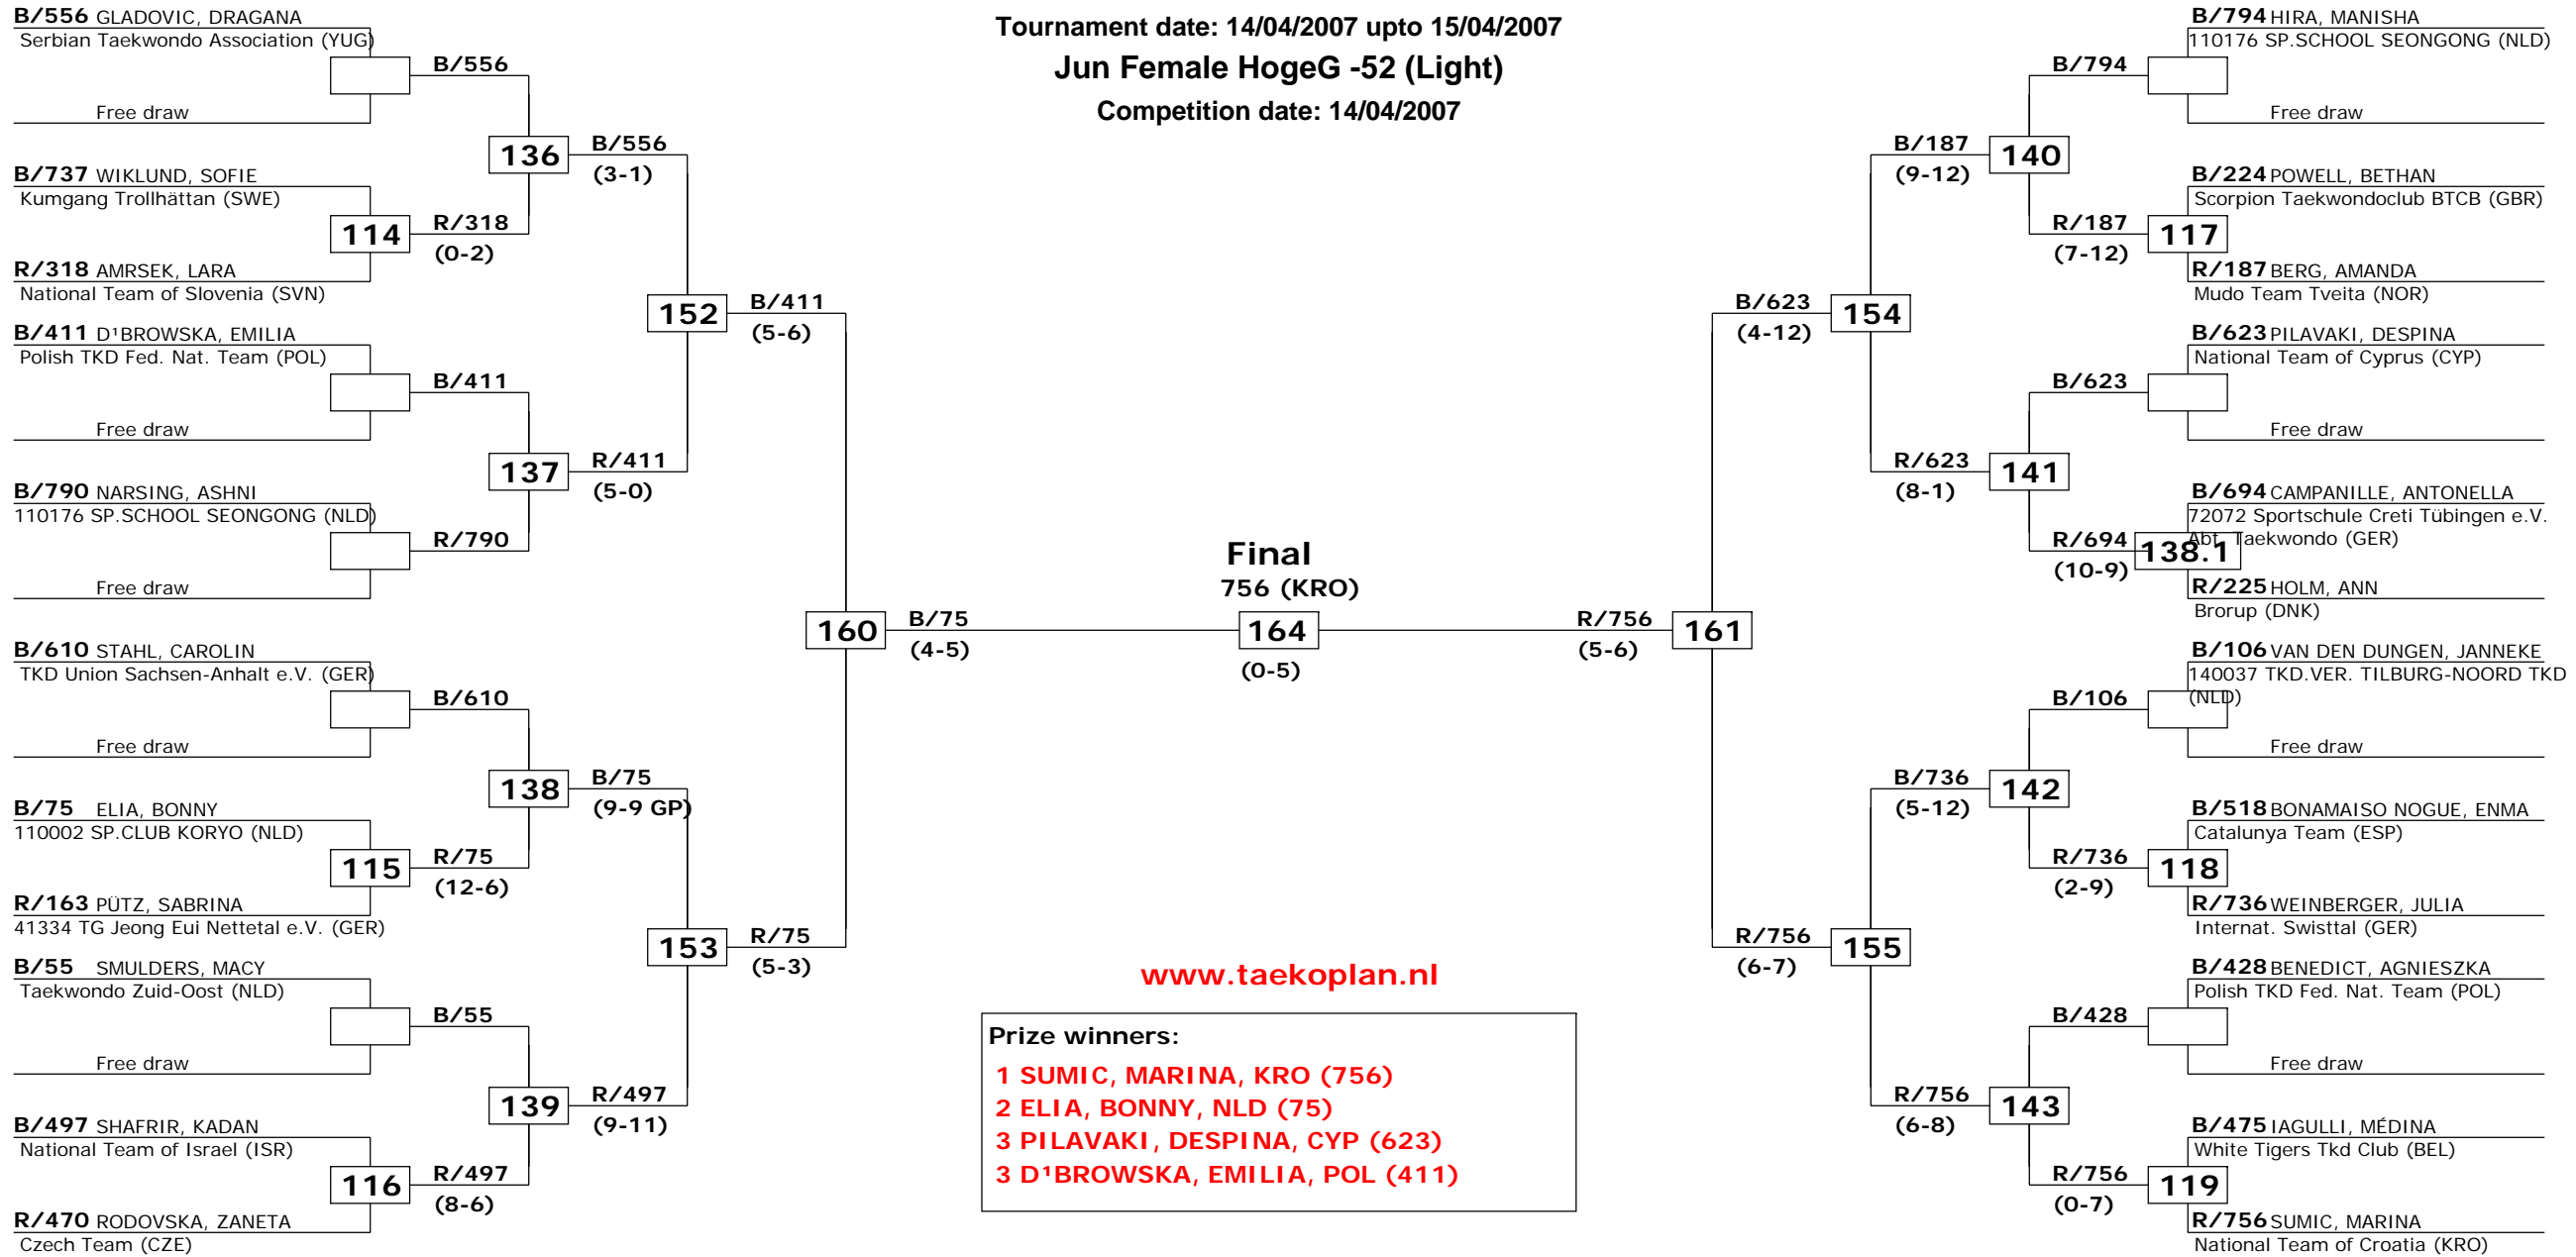 Tournament date: 14/04/2007 upto 15/04/2007
Jun Female HogeG -52 (Light)
Competition date: 14/04/2007
B/556 GLADOVIC, DRAGANA
Serbian Taekwondo Association (YUG)
B/556
Free draw
136
B/556
(3-1)
B/737 WIKLUND, SOFIE
Kumgang Trollhättan (SWE)
114
R/318
(0-2)
R/318 AMRSEK, LARA
National Team of Slovenia (SVN)
152
B/411
(5-6)
B/411 D¹BROWSKA, EMILIA
Polish TKD Fed. Nat. Team (POL)
B/411
Free draw
137
R/411
(5-0)
B/790 NARSING, ASHNI
110176 SP.SCHOOL SEONGONG (NLD)
R/790
Free draw
160
B/75
(4-5)
B/610 STAHL, CAROLIN
TKD Union Sachsen-Anhalt e.V. (GER)
B/610
Free draw
138
B/75
(9-9 GP)
B/75 ELIA, BONNY
110002 SP.CLUB KORYO (NLD)
115
R/75
(12-6)
R/163 PÜTZ, SABRINA
41334 TG Jeong Eui Nettetal e.V. (GER)
153
R/75
(5-3)
B/55 SMULDERS, MACY
Taekwondo Zuid-Oost (NLD)
B/55
Free draw
139
R/497
(9-11)
B/497 SHAFRIR, KADAN
National Team of Israel (ISR)
116
R/497
(8-6)
R/470 RODOVSKA, ZANETA
Czech Team (CZE)
Final
756 (KRO)
164
(0-5)
www.taekoplan.nl
Prize winners:
1 SUMIC, MARINA, KRO (756)
2 ELIA, BONNY, NLD (75)
3 PILAVAKI, DESPINA, CYP (623)
3 D¹BROWSKA, EMILIA, POL (411)
B/794 HIRA, MANISHA
110176 SP.SCHOOL SEONGONG (NLD)
B/794
Free draw
B/187
(9-12)
140
B/224 POWELL, BETHAN
Scorpion Taekwondoclub BTCB (GBR)
R/187
(7-12)
117
R/187 BERG, AMANDA
Mudo Team Tveita (NOR)
B/623
(4-12)
154
B/623 PILAVAKI, DESPINA
National Team of Cyprus (CYP)
B/623
Free draw
R/623
(8-1)
141
B/694 CAMPANILLE, ANTONELLA
72072 Sportschule Creti Tübingen e.V.
Abt. Taekwondo (GER)
R/694
(10-9)
138.1
R/225 HOLM, ANN
Brorup (DNK)
R/756
(5-6)
161
B/106 VAN DEN DUNGEN, JANNEKE
140037 TKD.VER. TILBURG-NOORD TKD
(NLD)
B/106
Free draw
B/736
(5-12)
142
B/518 BONAMAISO NOGUE, ENMA
Catalunya Team (ESP)
R/736
(2-9)
118
R/736 WEINBERGER, JULIA
Internat. Swisttal (GER)
R/756
(6-7)
155
B/428 BENEDICT, AGNIESZKA
Polish TKD Fed. Nat. Team (POL)
B/428
Free draw
R/756
(6-8)
143
B/475 IAGULLI, MÉDINA
White Tigers Tkd Club (BEL)
R/756
(0-7)
119
R/756 SUMIC, MARINA
National Team of Croatia (KRO)